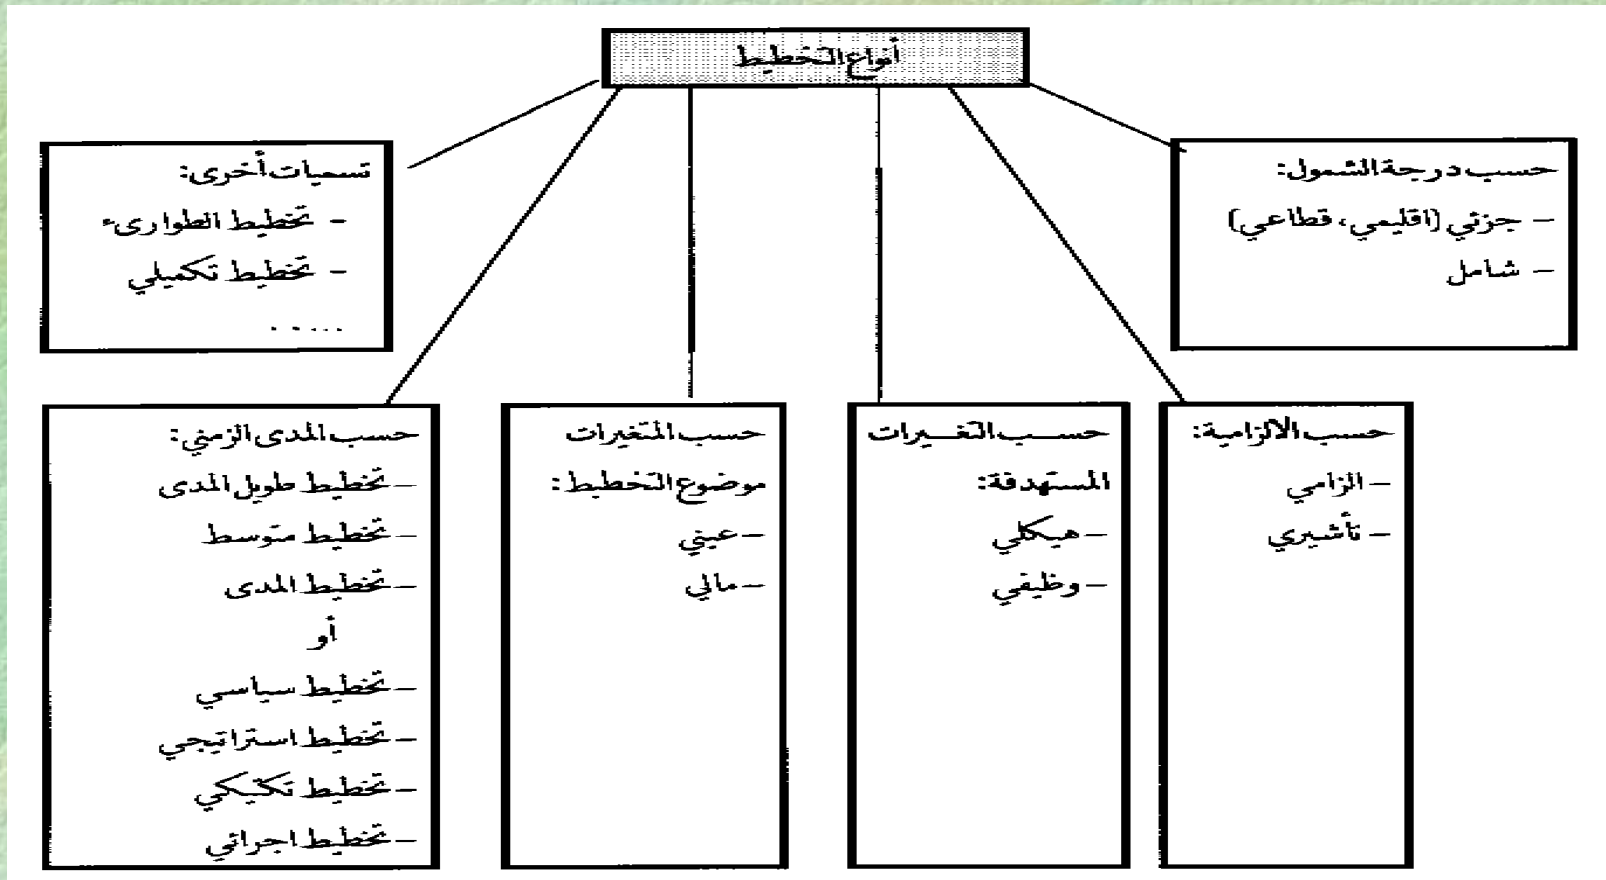 أنواع التخطيط
حسب درجة الشمول:
– جزئي (اقليمي، قطاعي)
– شامل
تسميات أخرى:
- تخطيط الطوارىء
- تخطيط تكميلي
.....
حسب الالزامية:
– الزامي
– تأشيري
حسب التغيرات
المستهدفة:
– هيكلي
– وظيفي
حسب المتغيرات
موضوع التخطيط:
– عيني
– مالي
حسب المدى الزمني:
– تخطيط طويل المدى
– تخطيط متوسط
– تخطيط المدى
أو
– تخطيط سياسي
– تخطيط استراتيجي
– تخطيط تكتيكي
– تخطيط اجرائي